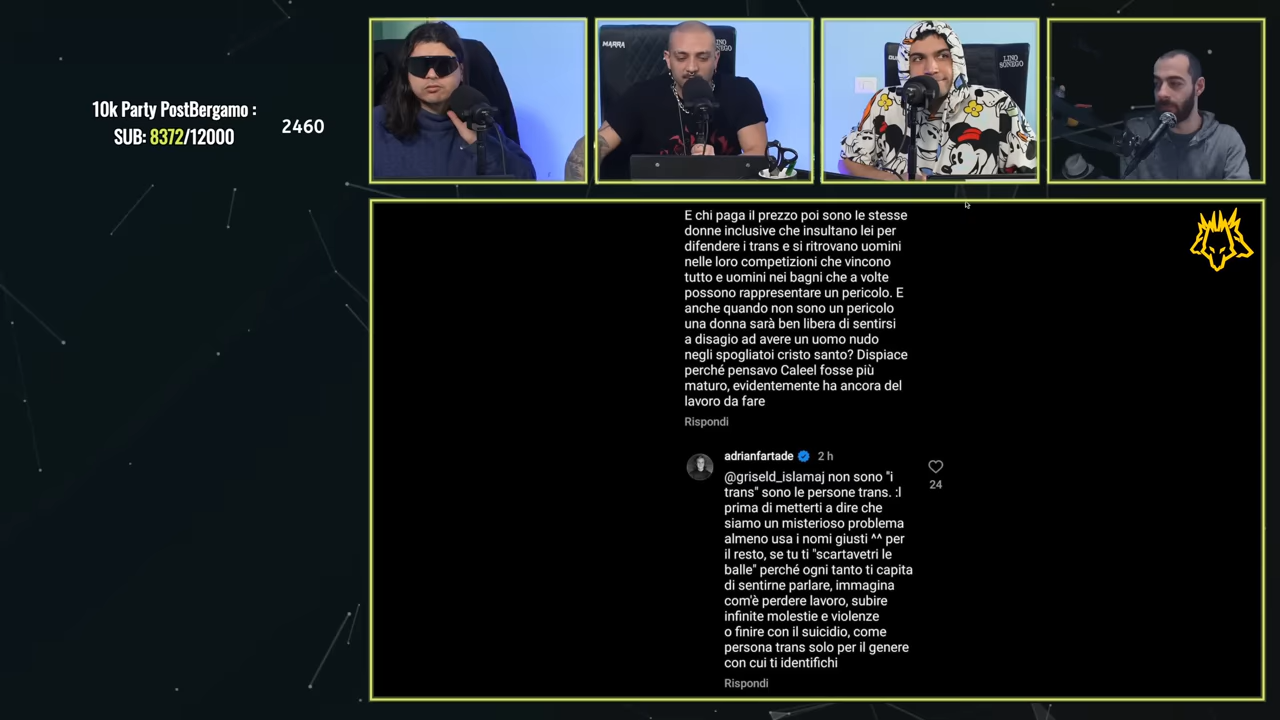 10k Party PostBergamo :
SUB: 8372/12000
2460
MARRA
LINO
SONEGO
LINO
SONEGO
E chi paga il prezzo poi sono le stesse
donne inclusive che insultano lei per
difendere i trans e si ritrovano uomini
nelle loro competizioni che vincono
tutto e uomini nei bagni che a volte
possono rappresentare un pericolo. E
anche quando non sono un pericolo
una donna sarà ben libera di sentirsi
a disagio ad avere un uomo nudo
negli spogliatoi cristo santo? Dispiace
perché pensavo Caleel fosse più
maturo, evidentemente ha ancora del
lavoro da fare
Rispondi
adrianfartade 2 h
@griseld_islamaj non sono "i
trans" sono le persone trans. :l
prima di metterti a dire che
siamo un misterioso problema
almeno usa i nomi giusti ^^ per
il resto, se tu ti "scartavetri le
balle" perché ogni tanto ti capita
di sentirne parlare, immagina
com'è perdere lavoro, subire
infinite molestie e violenze
o finire con il suicidio, come
persona trans solo per il genere
con cui ti identifichi
24
Rispondi